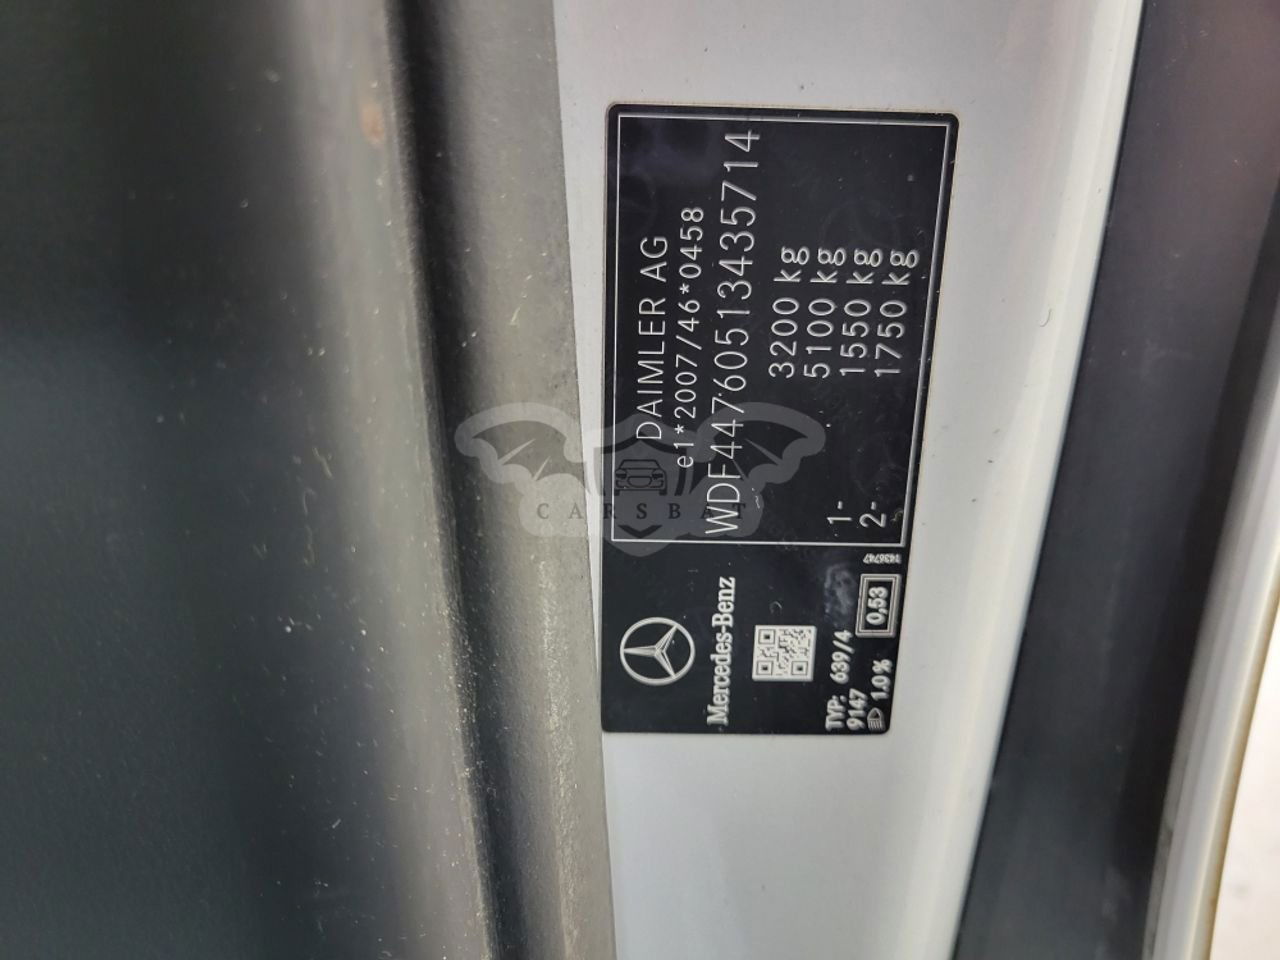 DAIMLER AG
e1*2007/46*0458
WDF44760513435714
3200 kg
5100 kg
1- 1550 kg
2- 1750 kg
Mercedes-Benz
TYP: 639/4
9147
1.0%
0,53
1436747
CARSBAT